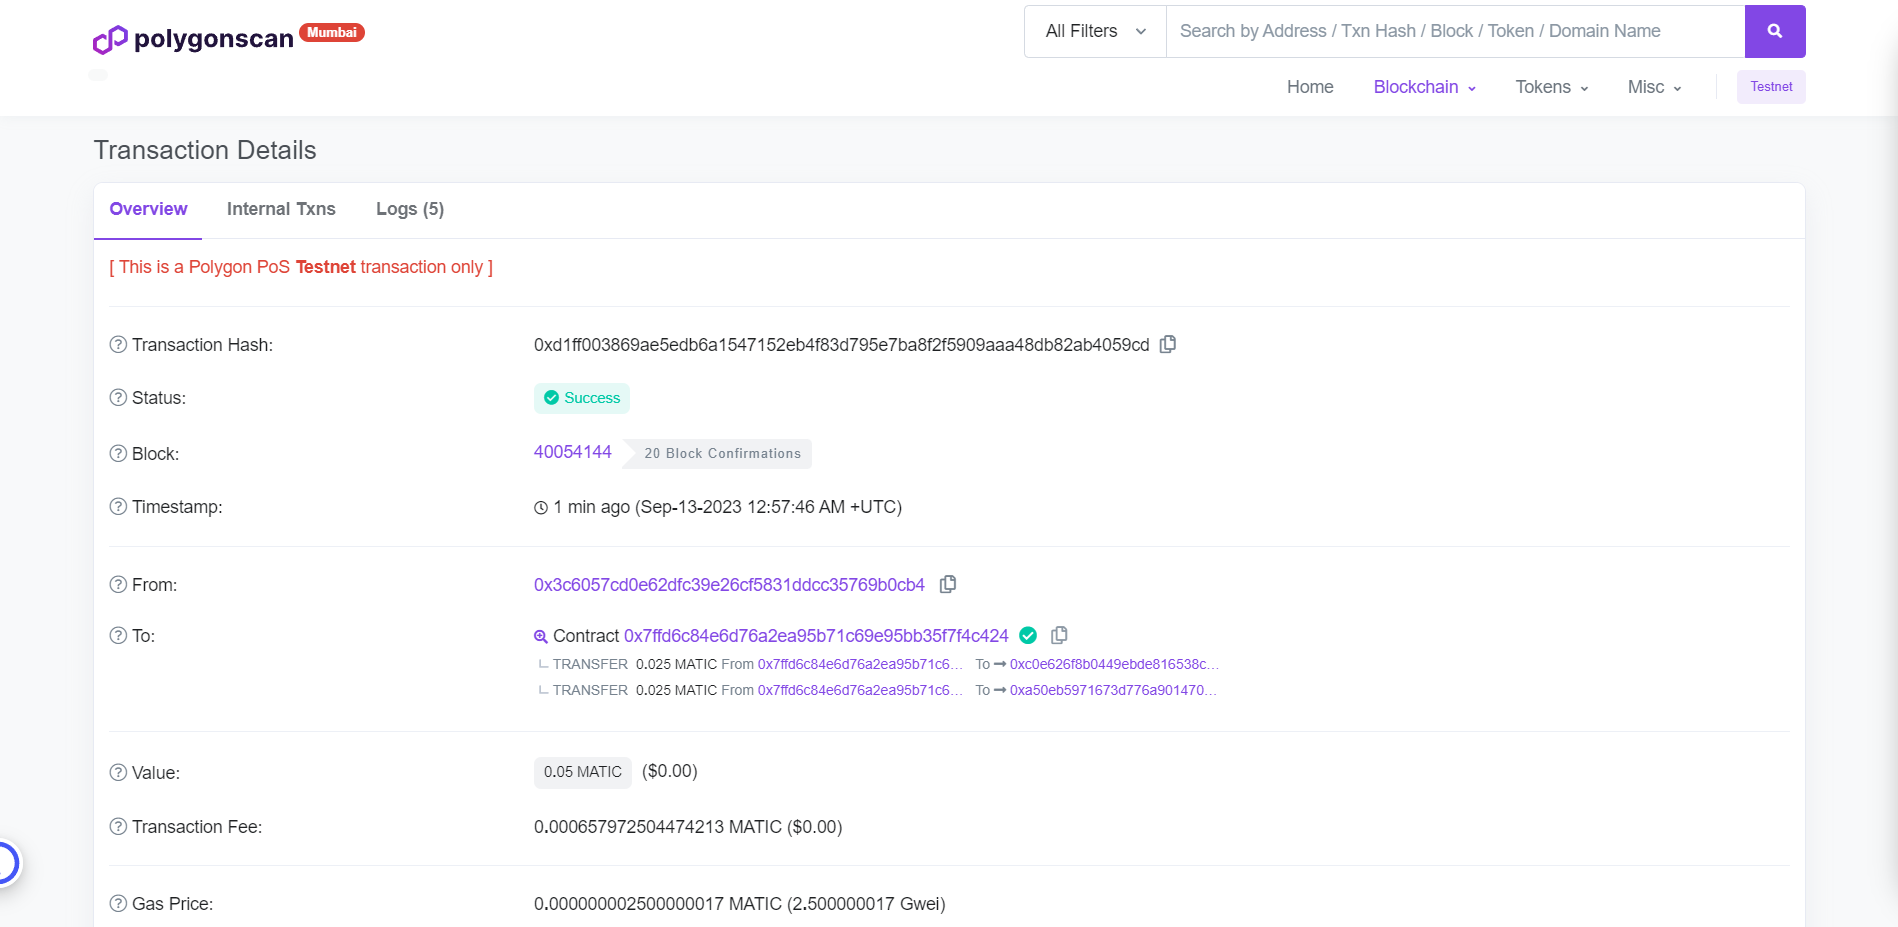 polygonscan Mumbai
All Filters Search by Address / Txn Hash / Block / Token / Domain Name
Home Blockchain Tokens Misc Testnet
Transaction Details
Overview Internal Txns Logs (5)
[ This is a Polygon PoS Testnet transaction only ]
Transaction Hash: 0xd1ff003869ae5edb6a1547152eb4f83d795e7ba8f2f5909aaa48db82ab4059cd
Status: Success
Block: 40054144 20 Block Confirmations
Timestamp: 1 min ago (Sep-13-2023 12:57:46 AM +UTC)
From: 0x3c6057cd0e62dfc39e26cf5831ddcc35769b0cb4
To: Contract 0x7ffd6c84e6d76a2ea95b71c69e95bb35f7f4c424
TRANSFER 0.025 MATIC From 0x7ffd6c84e6d76a2ea95b71c6... To 0xc0e626f8b0449ebde816538c...
TRANSFER 0.025 MATIC From 0x7ffd6c84e6d76a2ea95b71c6... To 0xa50eb5971673d776a901470...
Value: 0.05 MATIC ($0.00)
Transaction Fee: 0.000657972504474213 MATIC ($0.00)
Gas Price: 0.000000002500000017 MATIC (2.500000017 Gwei)